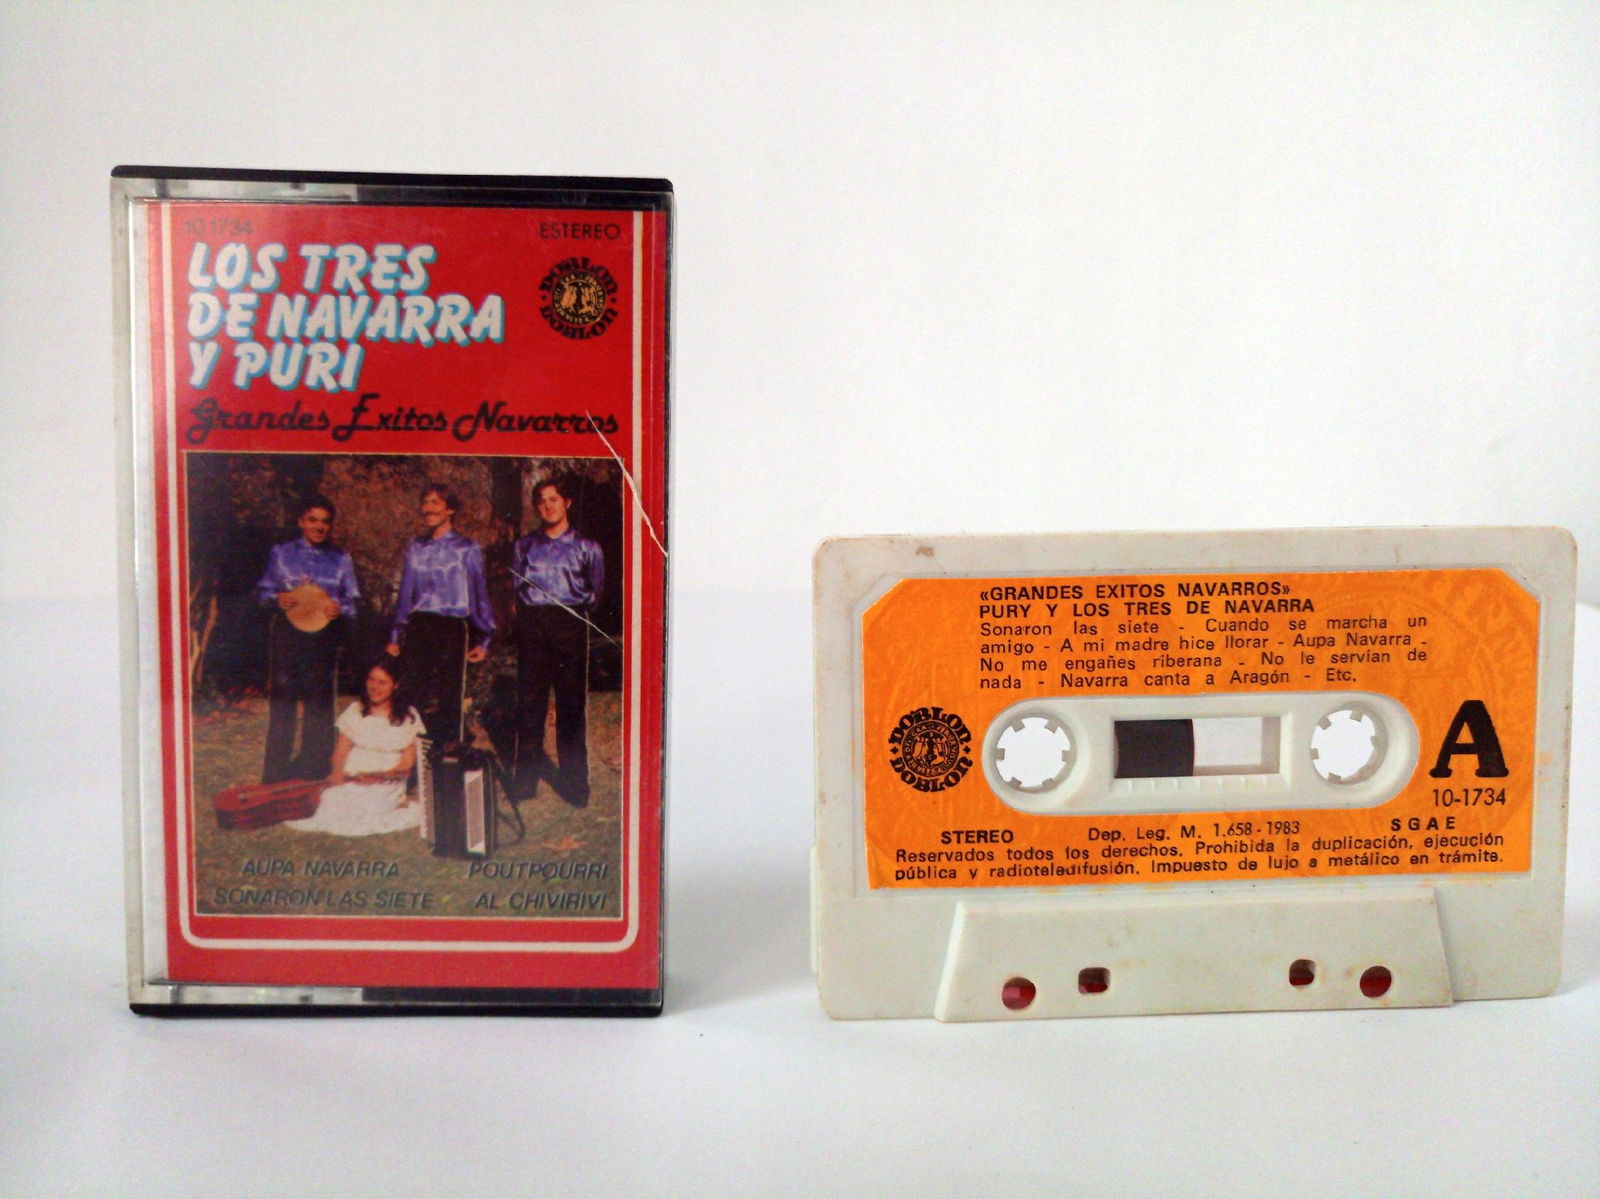 10.1734
ESTEREO
LOS TRES
DE NAVARRA
Y PURI
DOBLON
DOBLON
Grandes Exitos Navarros
AUPA NAVARRA
POUTPOURRI
SONARON LAS SIETE
AL CHIVIRIVI
«GRANDES EXITOS NAVARROS»
PURY Y LOS TRES DE NAVARRA
Sonaron las siete - Cuando se marcha un
amigo - A mi madre hice llorar - Aupa Navarra -
No me engañes riberana - No le servían de
nada - Navarra canta a Aragón - Etc.
DOBLON
DOBLON
A
10-1734
STEREO
Dep. Leg. M. 1.658-1983
SGAE
Reservados todos los derechos. Prohibida la duplicación, ejecución
pública y radioteledifusión. Impuesto de lujo a metálico en trámite.